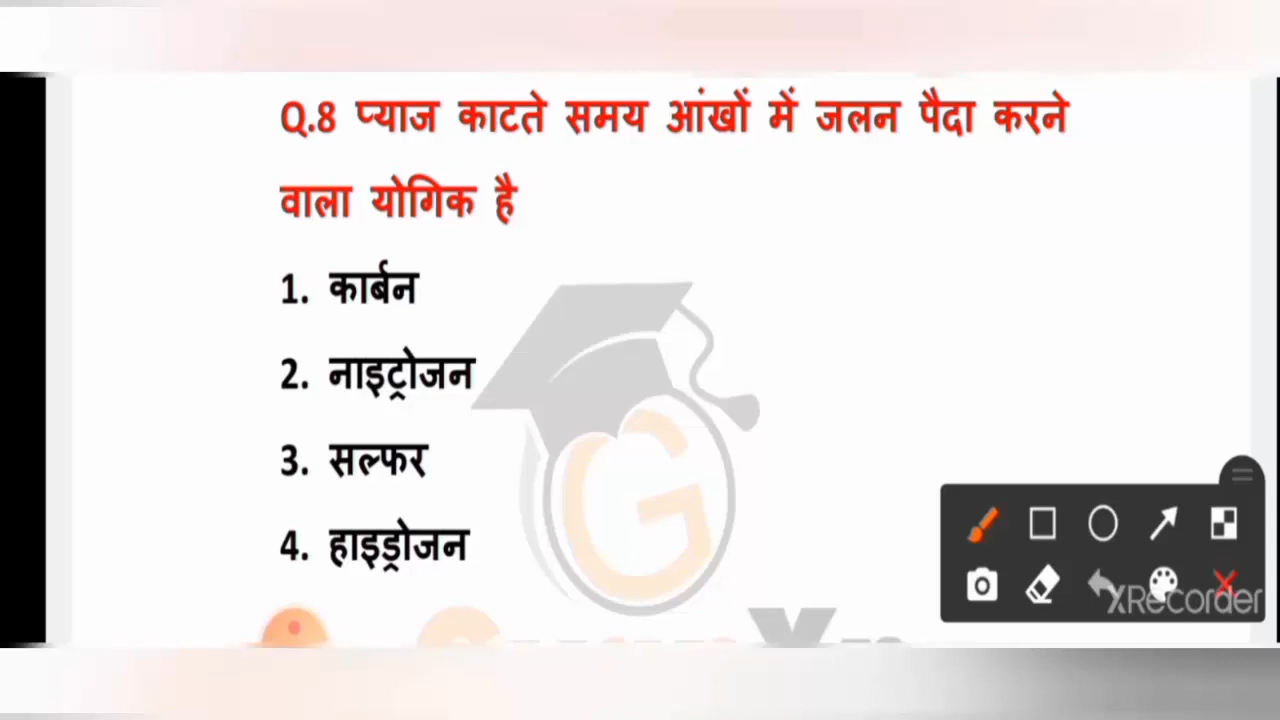 Q.8 प्याज काटते समय आंखों में जलन पैदा करने
वाला योगिक है
1. कार्बन
2. नाइट्रोजन
3. सल्फर
4. हाइड्रोजन
G
XRecorder